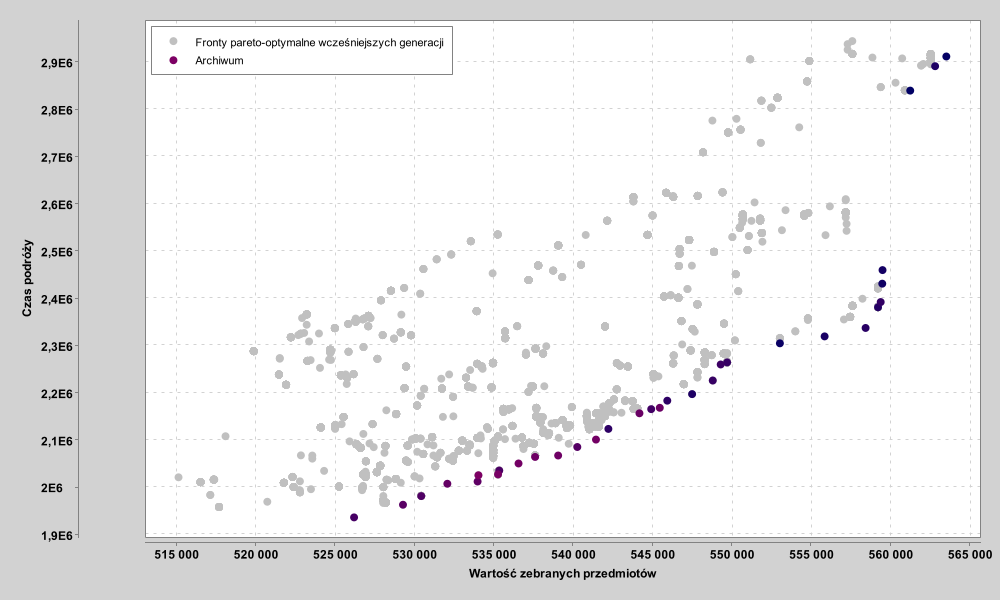 Fronty pareto-optymalne wcześniejszych generacji
Archiwum
2,9E6
2,8E6
2,7E6
2,6E6
2,5E6
2,4E6
2,3E6
2,2E6
2,1E6
2E6
1,9E6
Czas podróży
515 000 520 000 525 000 530 000 535 000 540 000 545 000 550 000 555 000 560 000 565 000
Wartość zebranych przedmiotów